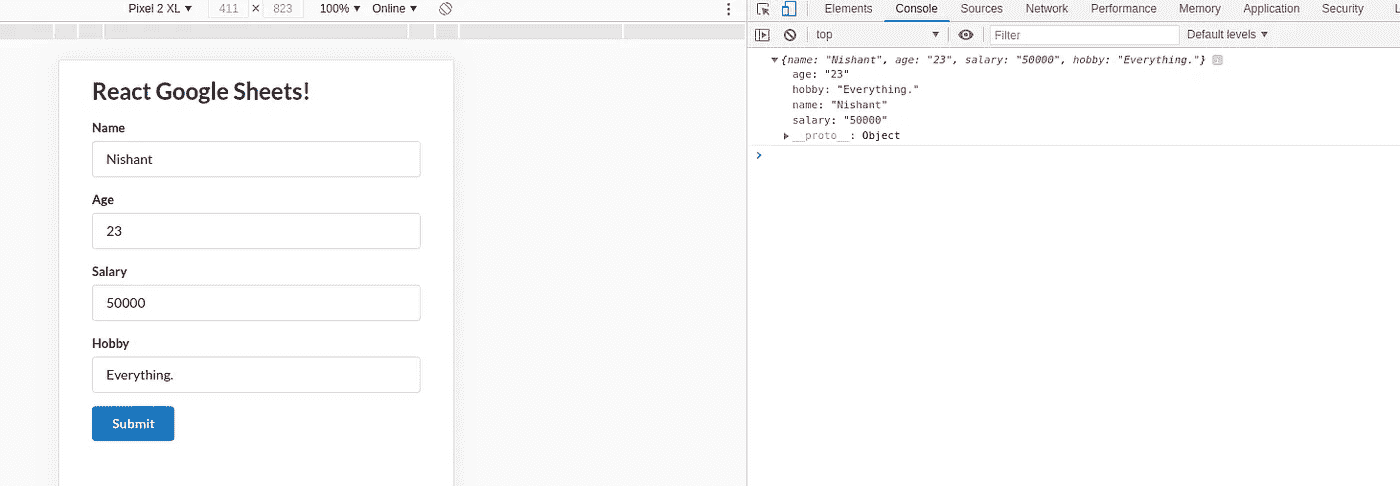 Pixel 2 XL ▼ 411 × 823 100% ▼ Online ▼
React Google Sheets!
Name
Nishant
Age
23
Salary
50000
Hobby
Everything.
Submit
Elements Console Sources Network Performance Memory Application Security
top ▼ Filter Default levels ▼
▼ {name: "Nishant", age: "23", salary: "50000", hobby: "Everything."}
age: "23"
hobby: "Everything."
name: "Nishant"
salary: "50000"
▶ __proto__: Object
>